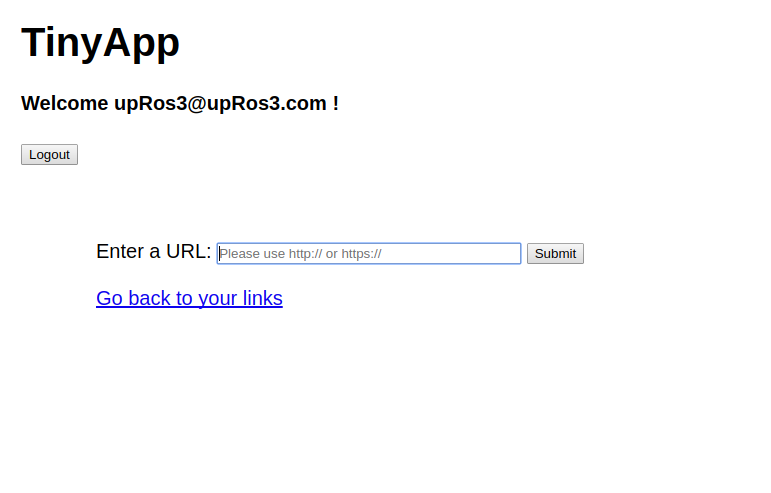 TinyApp
Welcome upRos3@upRos3.com !
Logout
Enter a URL: Please use http:// or https:// Submit
Go back to your links